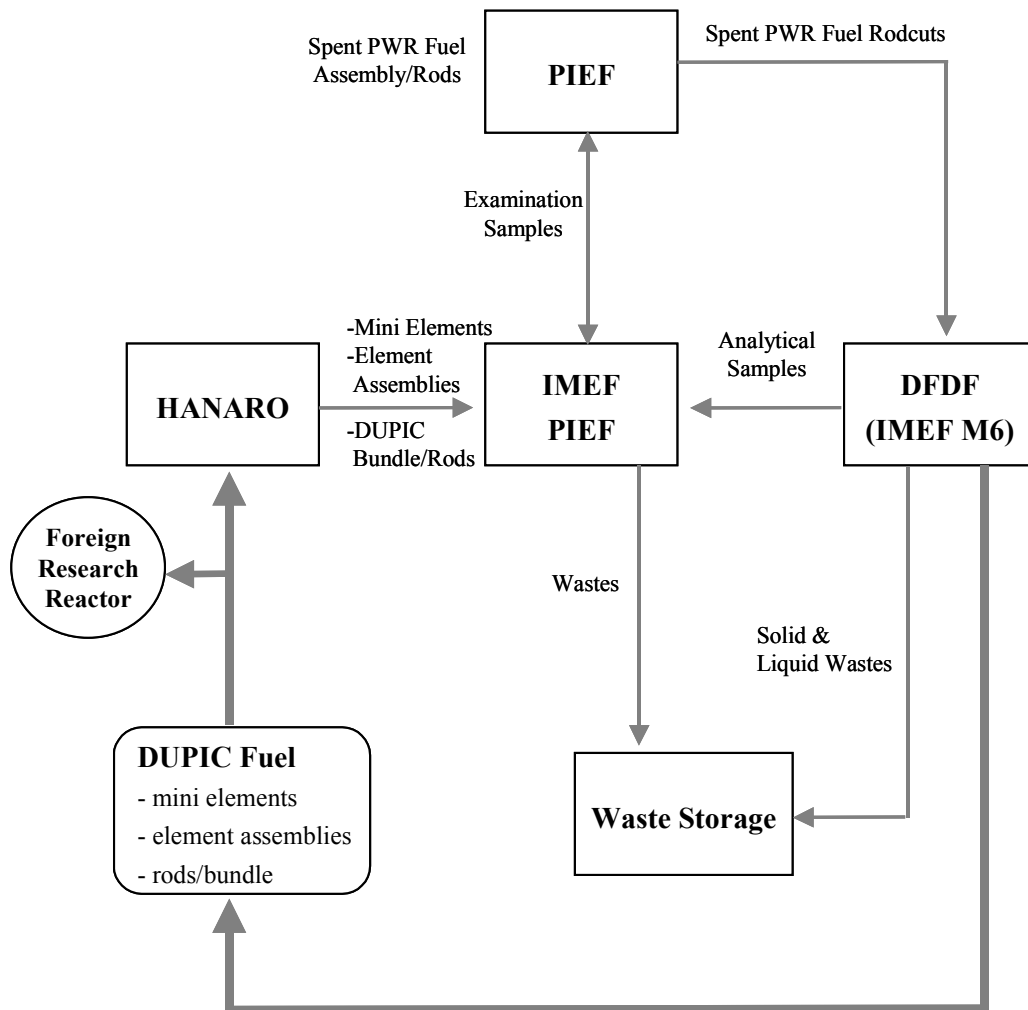 Spent PWR Fuel
Assembly/Rods
PIEF
Spent PWR Fuel Rodcuts
Examination
Samples
-Mini Elements
-Element
Assemblies
-DUPIC
Bundle/Rods
HANARO
IMEF
PIEF
Analytical
Samples
DFDF
(IMEF M6)
Foreign
Research
Reactor
Wastes
Solid &
Liquid Wastes
DUPIC Fuel
- mini elements
- element assemblies
- rods/bundle
Waste Storage